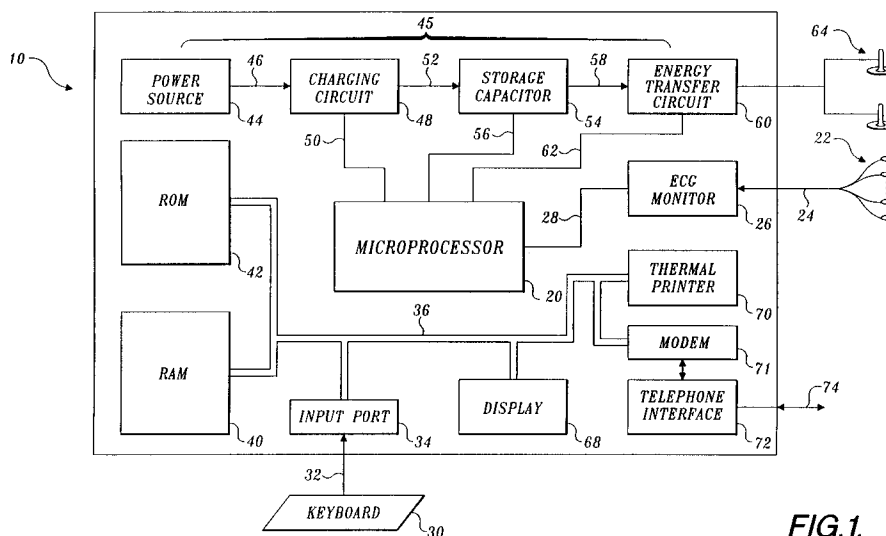 45
64
10
46
52
58
POWER
SOURCE
CHARGING
CIRCUIT
STORAGE
CAPACITOR
ENERGY
TRANSFER
CIRCUIT
44
48
54
60
50
56
62
22
ROM
ECG
MONITOR
28
24
26
MICROPROCESSOR
42
20
THERMAL
PRINTER
36
70
RAM
MODEM
71
INPUT PORT
DISPLAY
TELEPHONE
INTERFACE
74
40
34
68
72
32
KEYBOARD
30
FIG.1.